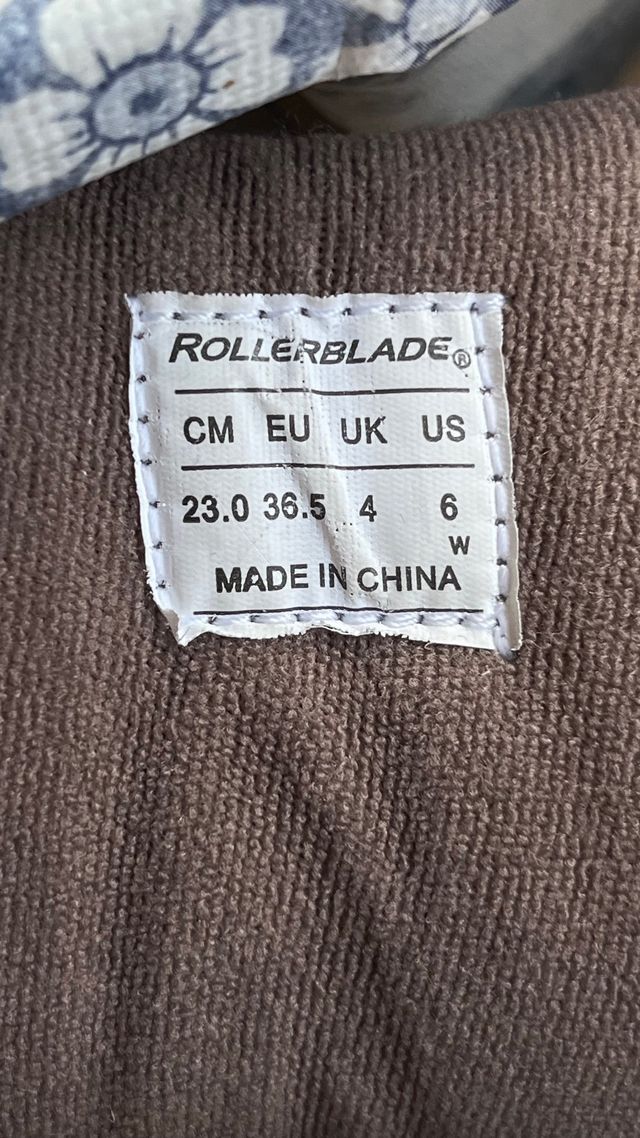 ROLLERBLADE®
CM EU UK US
23.0 36.5 4 6
W
MADE IN CHINA